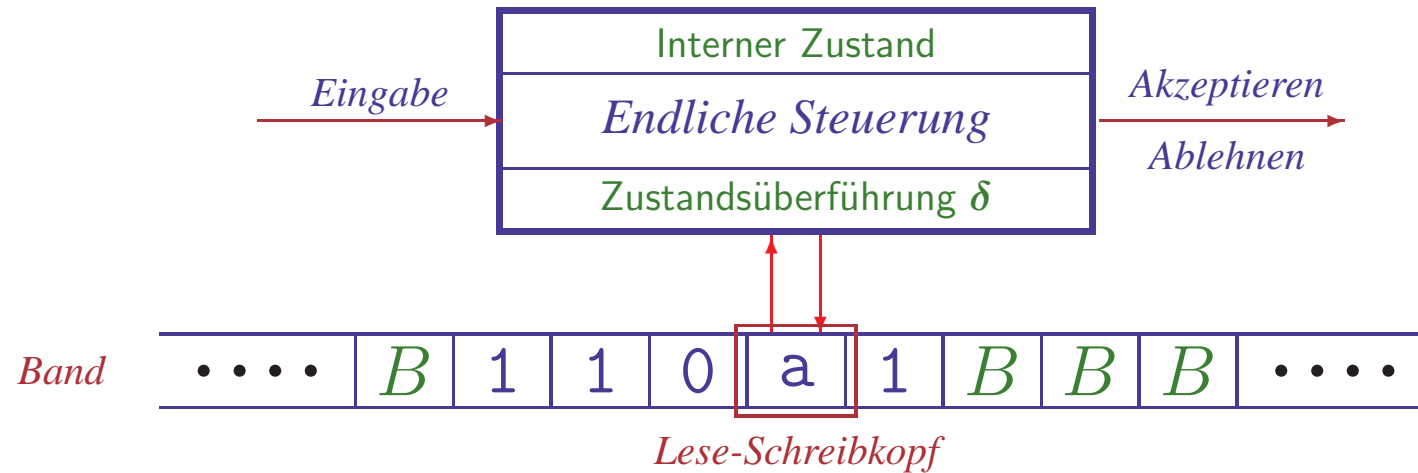 Interner Zustand
Eingabe
Endliche Steuerung
Akzeptieren
Ablehnen
Zustandsüberführung δ
Band
• • • • B 1 1 0 a 1 B B B • • • •
Lese-Schreibkopf